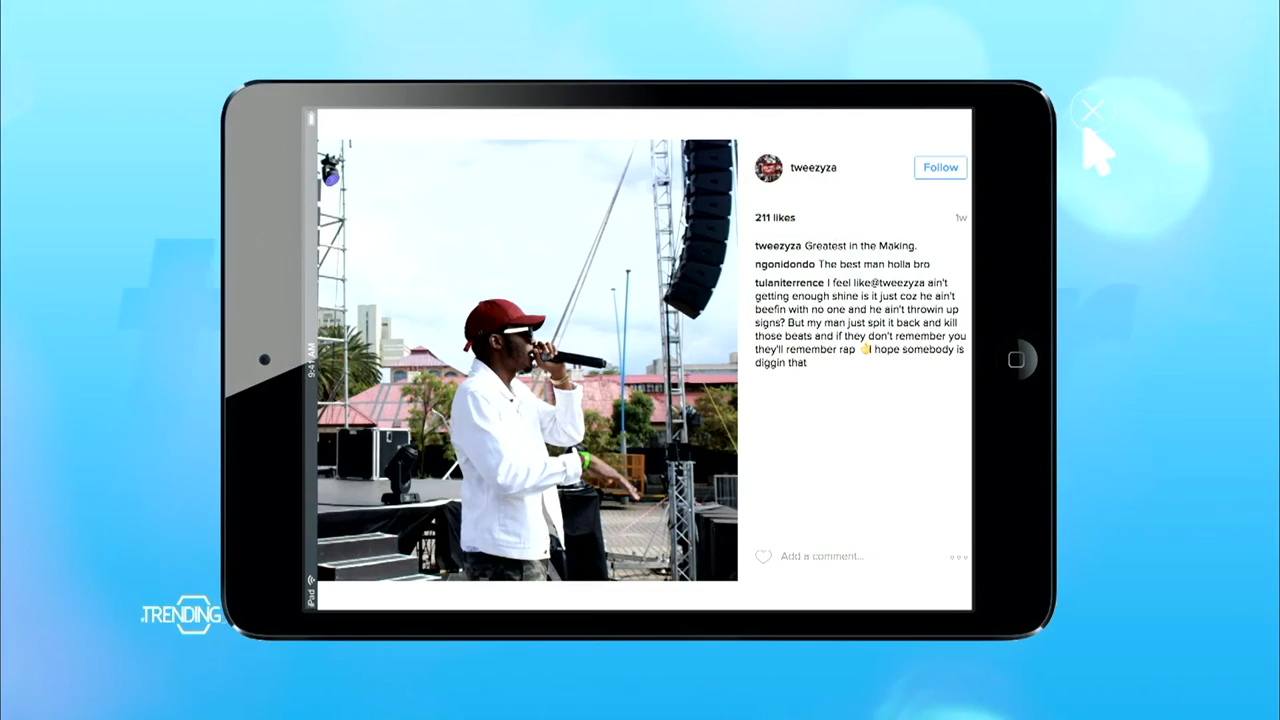 tweezyza
Follow
211 likes
1w
tweezyza Greatest in the Making.
ngonidondo The best man holla bro
tulaniterrence I feel like@tweezyza ain't
getting enough shine is it just coz he ain't
beefin with no one and he ain't throwin up
signs? But my man just spit it back and kill
those beats and if they don't remember you
they'll remember rap 👌I hope somebody is
diggin that
Add a comment...
9:41 AM
iPad
.TRENDING